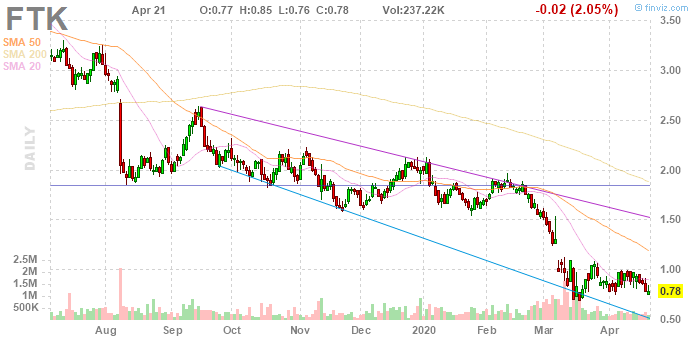 FTK Apr 21 O:0.77 H:0.85 L:0.76 C:0.78 Vol:237.22K -0.02 (2.05%)
© finviz.com
SMA 50
SMA 200
SMA 20
DAILY
3.50
3.00
2.50
2.00
1.50
1.00
0.78
0.50
2.5M
2M
1.5M
1M
500K
Aug Sep Oct Nov Dec 2020 Feb Mar Apr